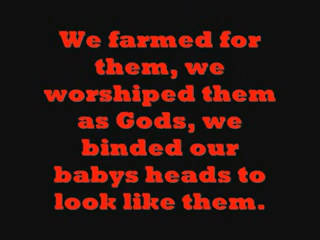 We farmed for
them, we
worshiped them
as Gods, we
binded our
babys heads to
look like them.